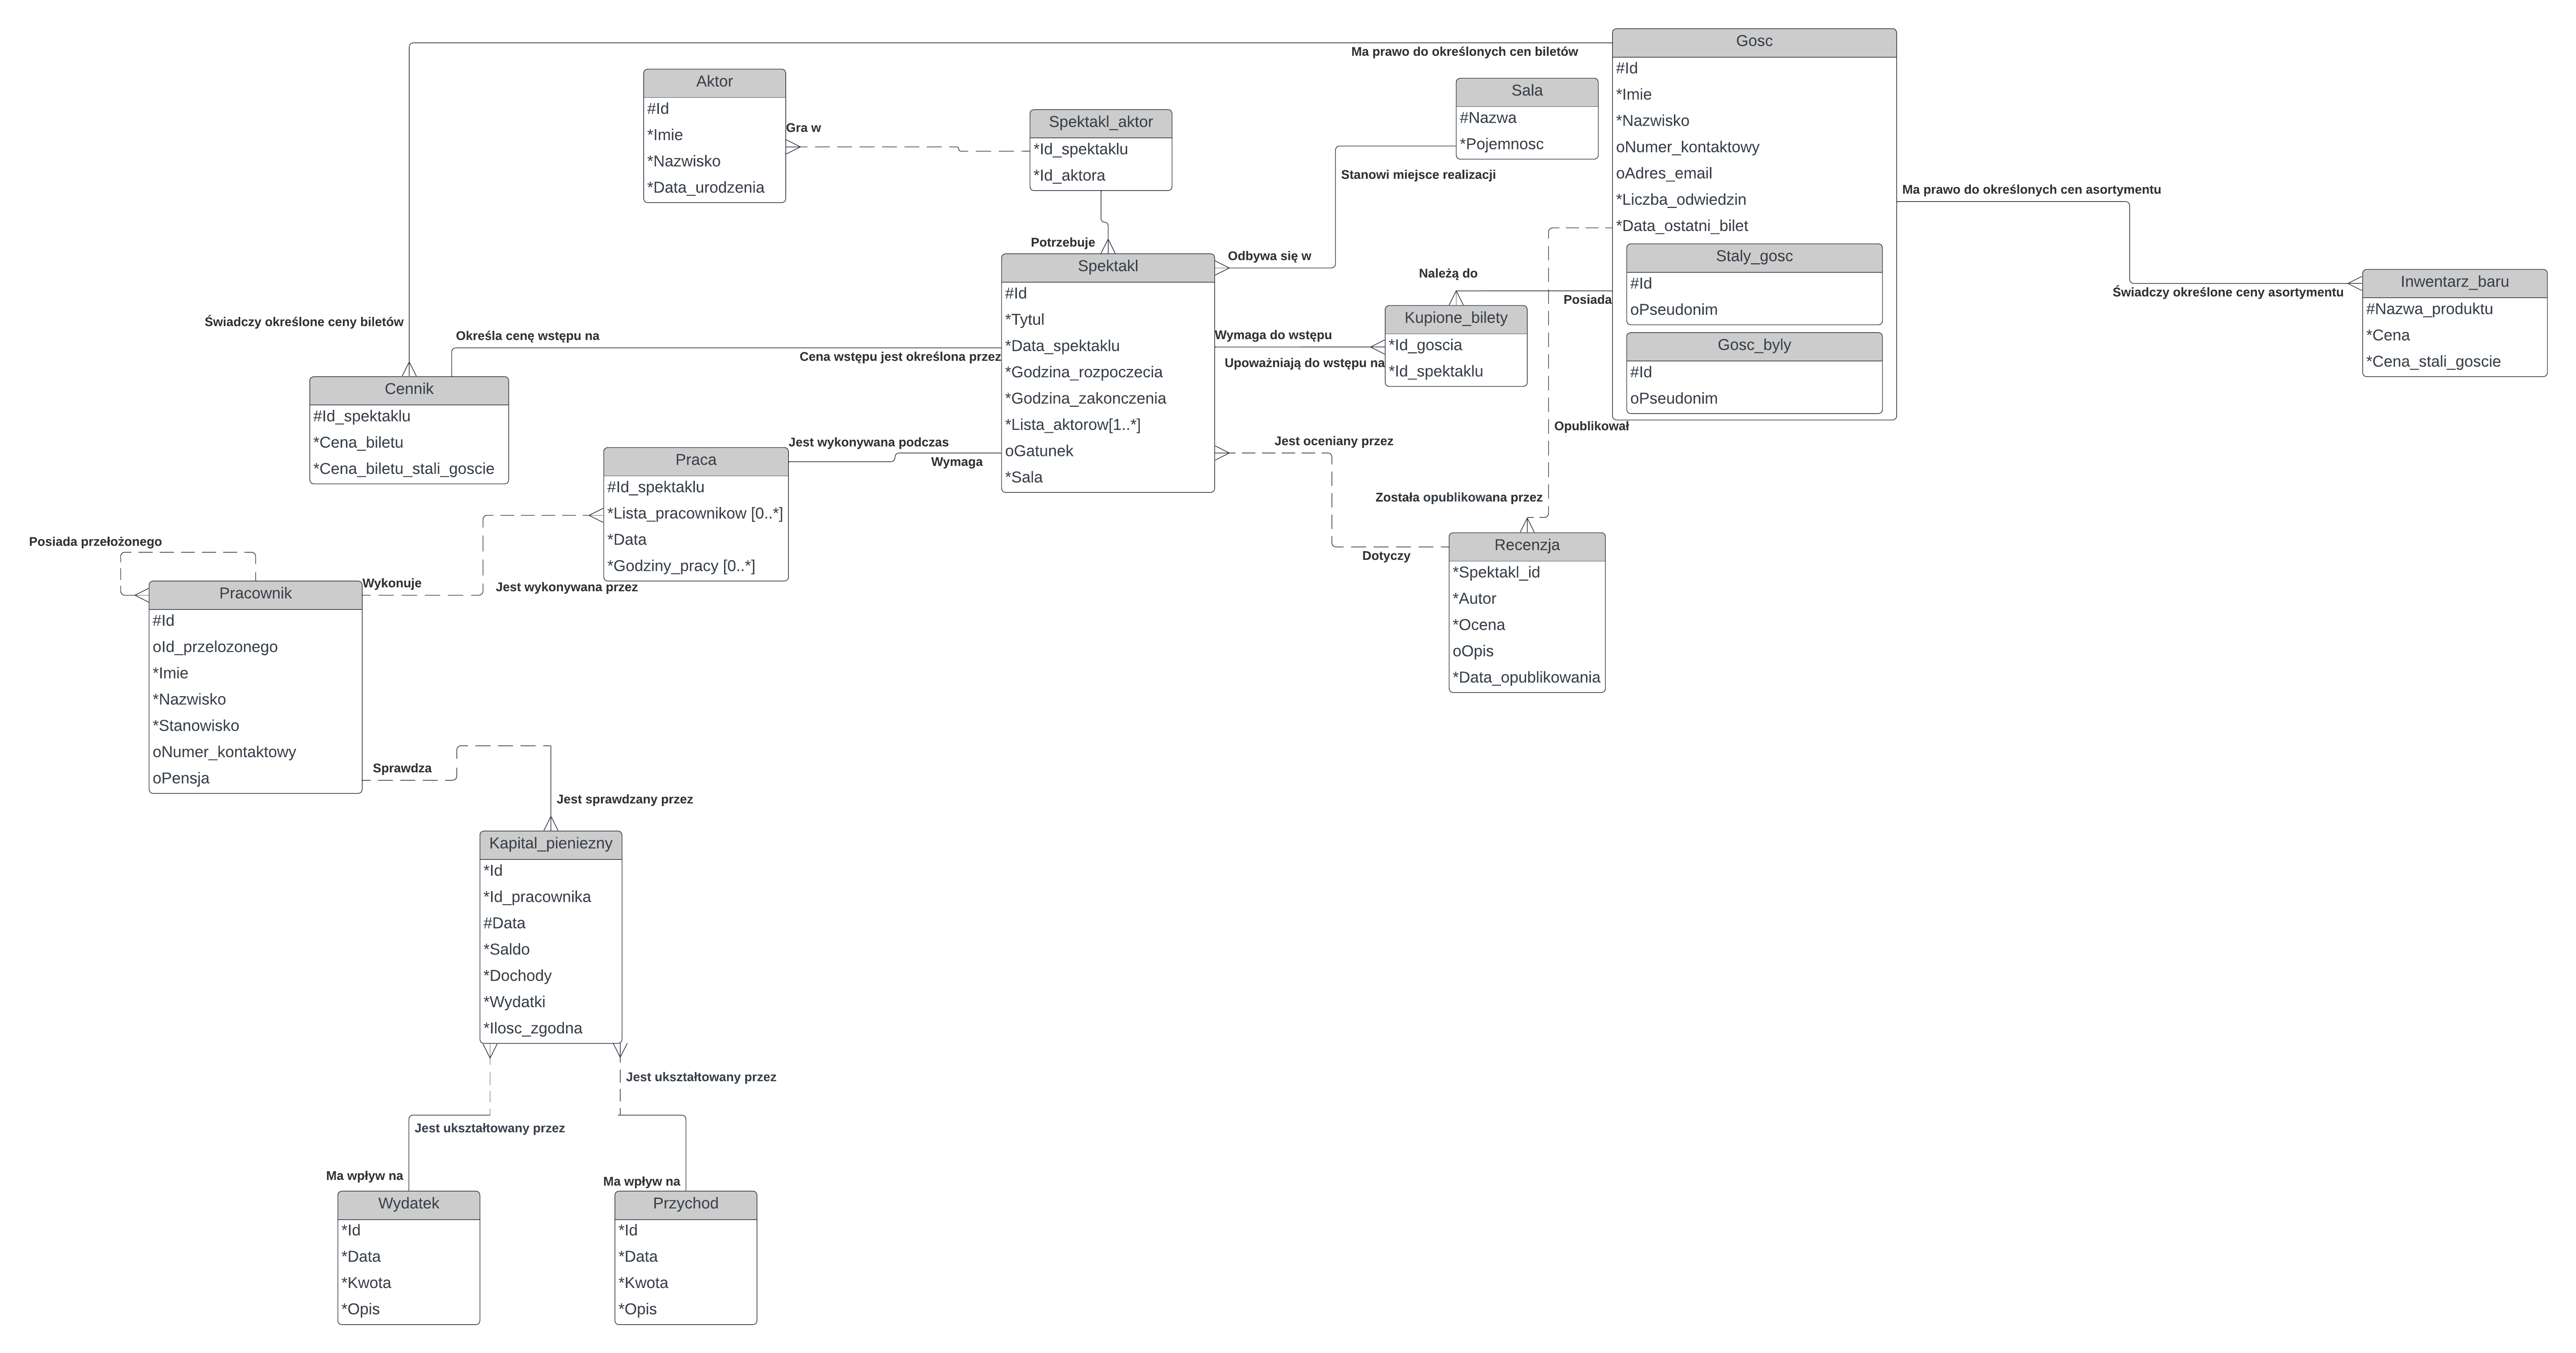 Gosc
#Id
*Imie
*Nazwisko
oNumer_kontaktowy
oAdres_email
*Liczba_odwiedzin
*Data_ostatni_bilet
Staly_gosc
#Id
oPseudonim
Gosc_byly
#Id
oPseudonim
Ma prawo do określonych cen biletów
Świadczy określone ceny biletów
Aktor
#Id
*Imie
*Nazwisko
*Data_urodzenia
Gra w
Spektakl_aktor
*Id_spektaklu
*Id_aktora
Potrzebuje
Sala
#Nazwa
*Pojemnosc
Stanowi miejsce realizacji
Odbywa się w
Ma prawo do określonych cen asortymentu
Świadczy określone ceny asortymentu
Inwentarz_baru
#Nazwa_produktu
*Cena
*Cena_stali_goscie
Spektakl
#Id
*Tytul
*Data_spektaklu
*Godzina_rozpoczecia
*Godzina_zakonczenia
*Lista_aktorow[1..*]
oGatunek
*Sala
Należą do
Posiada
Kupione_bilety
*Id_goscia
*Id_spektaklu
Wymaga do wstępu
Upoważniają do wstępu na
Określa cenę wstępu na
Cena wstępu jest określona przez
Cennik
#Id_spektaklu
*Cena_biletu
*Cena_biletu_stali_goscie
Jest wykonywana podczas
Wymaga
Praca
#Id_spektaklu
*Lista_pracownikow [0..*]
*Data
*Godziny_pracy [0..*]
Jest oceniany przez
Dotyczy
Opublikował
Została opublikowana przez
Recenzja
*Spektakl_id
*Autor
*Ocena
oOpis
*Data_opublikowania
Posiada przełożonego
Wykonuje
Jest wykonywana przez
Pracownik
#Id
oId_przelozonego
*Imie
*Nazwisko
*Stanowisko
oNumer_kontaktowy
oPensja
Sprawdza
Jest sprawdzany przez
Kapital_pieniezny
*Id
*Id_pracownika
#Data
*Saldo
*Dochody
*Wydatki
*Ilosc_zgodna
Jest ukształtowany przez
Jest ukształtowany przez
Ma wpływ na
Ma wpływ na
Wydatek
*Id
*Data
*Kwota
*Opis
Przychod
*Id
*Data
*Kwota
*Opis